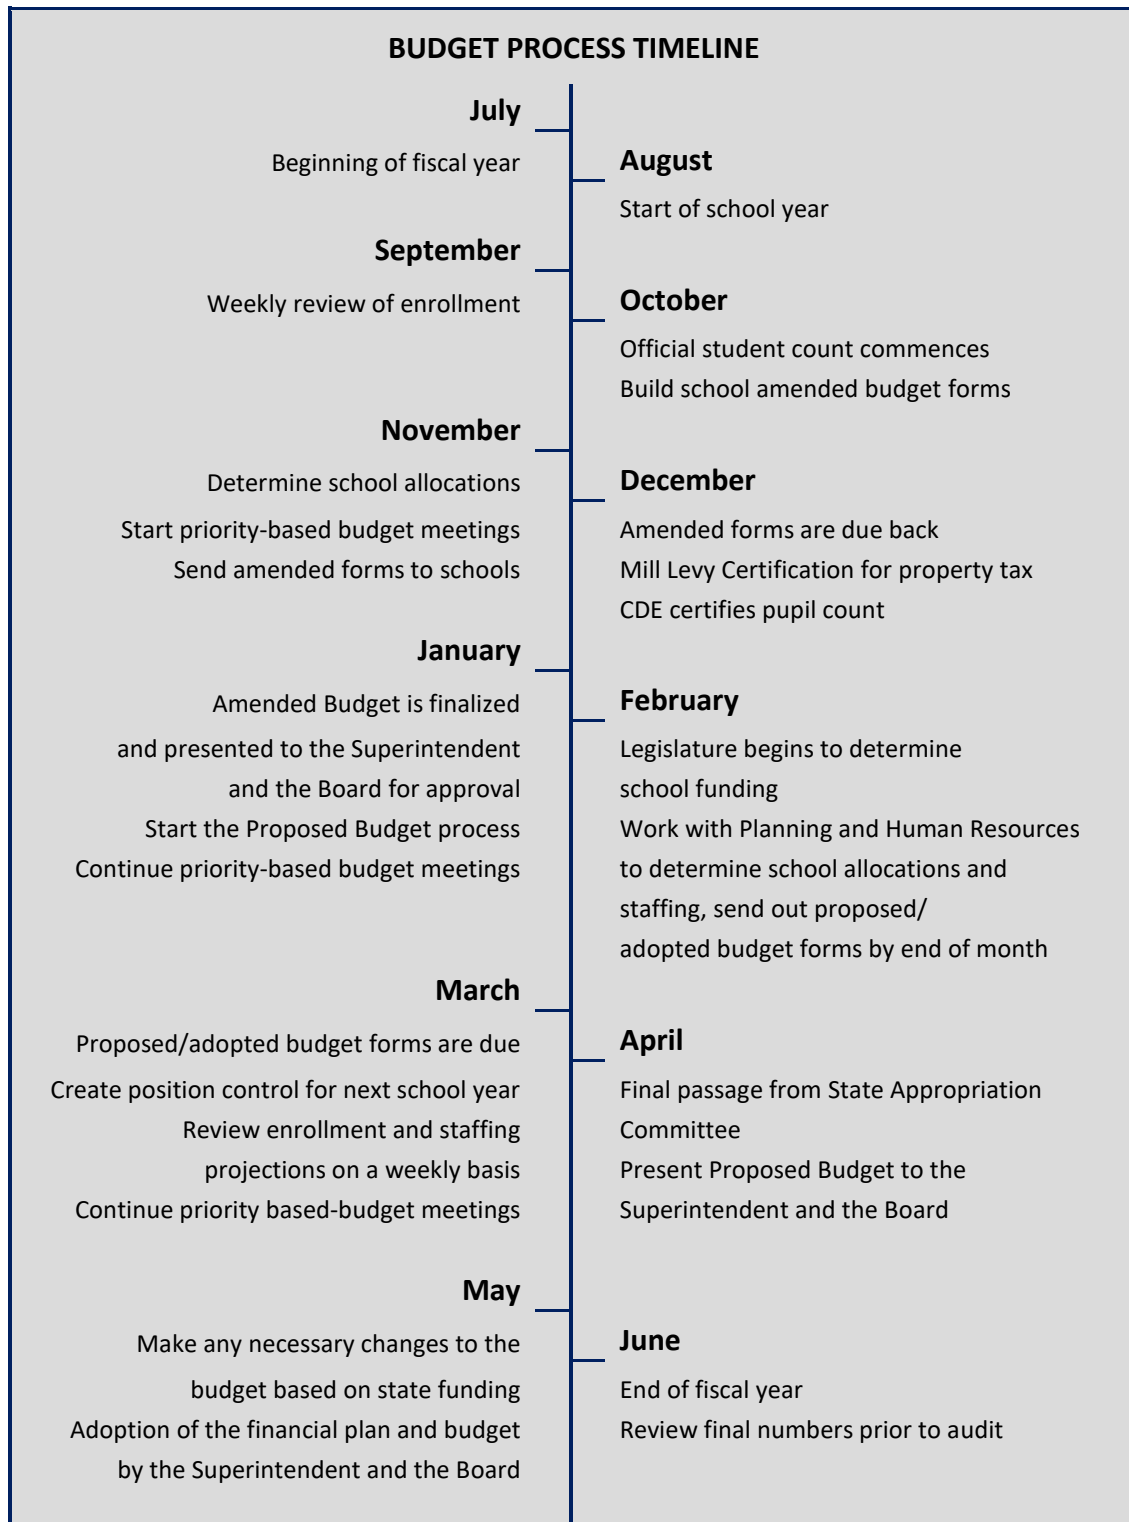 BUDGET PROCESS TIMELINE
July
Beginning of fiscal year
August
Start of school year
September
Weekly review of enrollment
October
Official student count commences
Build school amended budget forms
November
Determine school allocations
Start priority-based budget meetings
Send amended forms to schools
December
Amended forms are due back
Mill Levy Certification for property tax
CDE certifies pupil count
January
Amended Budget is finalized
and presented to the Superintendent
and the Board for approval
Start the Proposed Budget process
Continue priority-based budget meetings
February
Legislature begins to determine
school funding
Work with Planning and Human Resources
to determine school allocations and
staffing, send out proposed/
adopted budget forms by end of month
March
Proposed/adopted budget forms are due
Create position control for next school year
Review enrollment and staffing
projections on a weekly basis
Continue priority based-budget meetings
April
Final passage from State Appropriation
Committee
Present Proposed Budget to the
Superintendent and the Board
May
Make any necessary changes to the
budget based on state funding
Adoption of the financial plan and budget
by the Superintendent and the Board
June
End of fiscal year
Review final numbers prior to audit